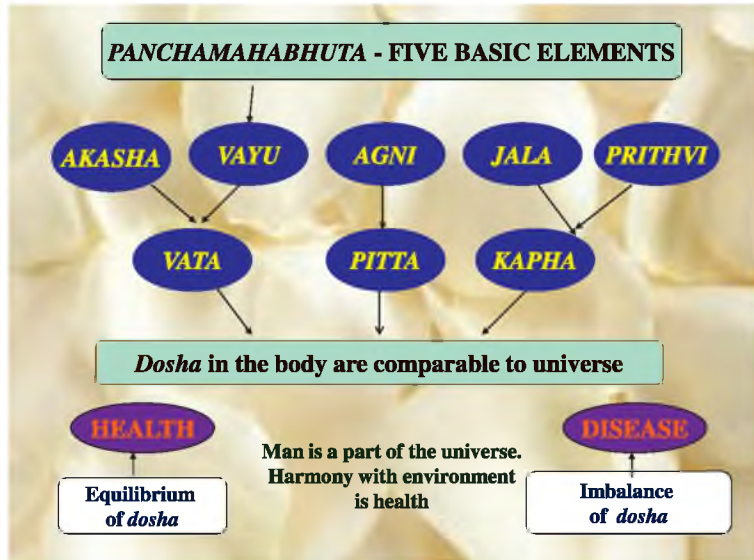 PANCHAMAHABHUTA - FIVE BASIC ELEMENTS
AKASHA
VAYU
AGNI
JALA
PRITHVI
VATA
PITTA
KAPHA
Dosha in the body are comparable to universe
HEALTH
DISEASE
Man is a part of the universe.
Harmony with environment
is health
Equilibrium
of dosha
Imbalance
of dosha